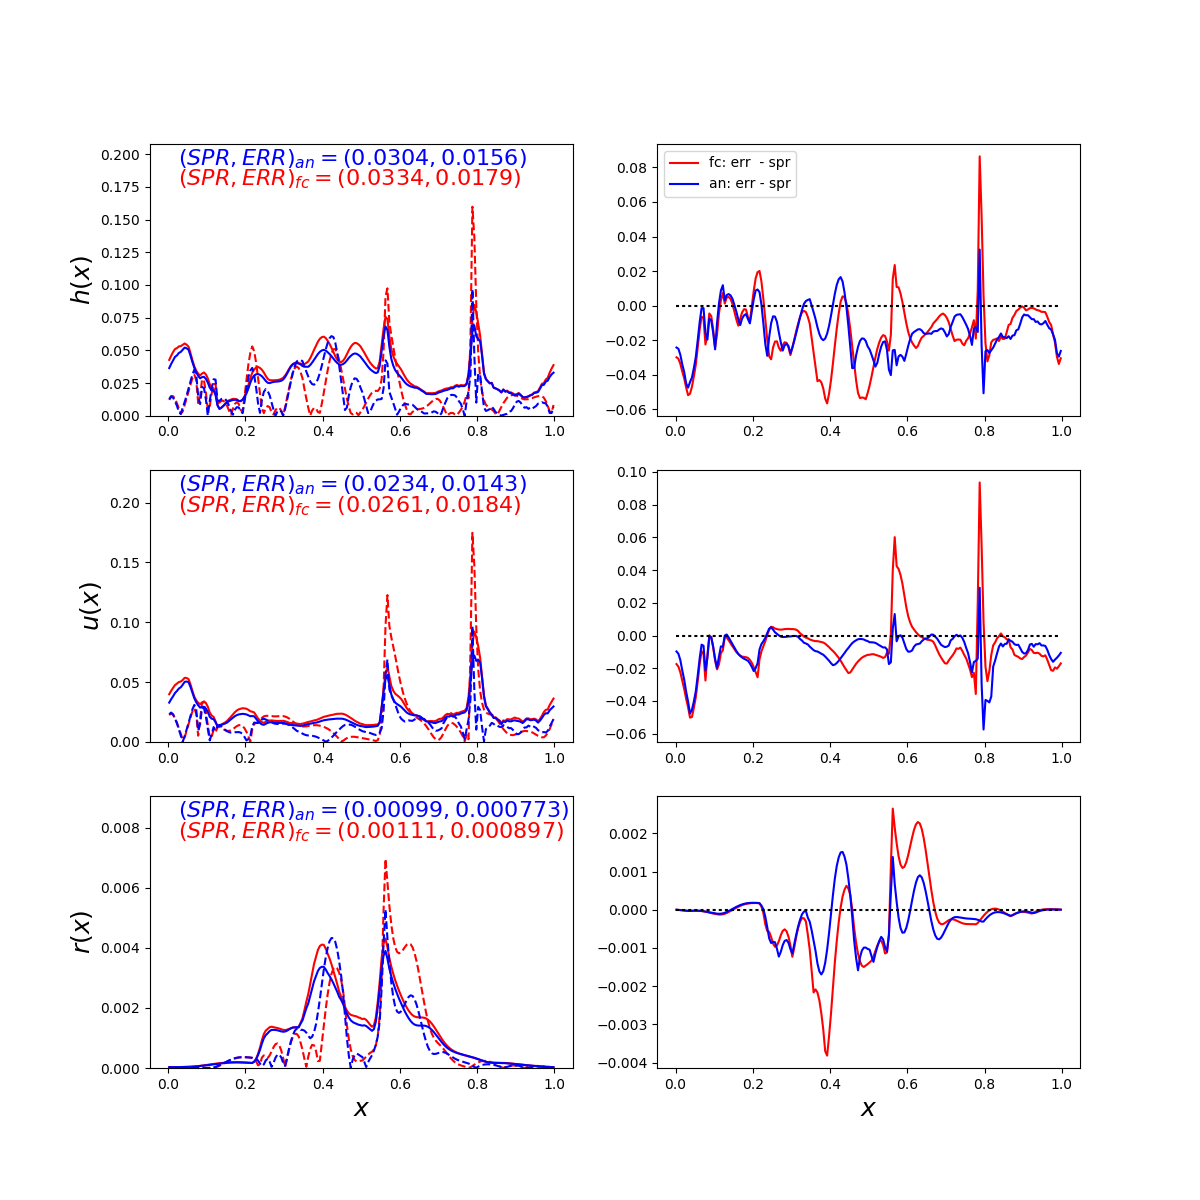 (SPR, ERR)an = (0.0304, 0.0156)
(SPR, ERR)fc = (0.0334, 0.0179)
h(x)
0.200
0.175
0.150
0.125
0.100
0.075
0.050
0.025
0.000
0.0 0.2 0.4 0.6 0.8 1.0
fc: err - spr
an: err - spr
0.08
0.06
0.04
0.02
0.00
−0.02
−0.04
−0.06
0.0 0.2 0.4 0.6 0.8 1.0
(SPR, ERR)an = (0.0234, 0.0143)
(SPR, ERR)fc = (0.0261, 0.0184)
u(x)
0.20
0.15
0.10
0.05
0.00
0.0 0.2 0.4 0.6 0.8 1.0
0.10
0.08
0.06
0.04
0.02
0.00
−0.02
−0.04
−0.06
0.0 0.2 0.4 0.6 0.8 1.0
(SPR, ERR)an = (0.00099, 0.000773)
(SPR, ERR)fc = (0.00111, 0.000897)
r(x)
0.008
0.006
0.004
0.002
0.000
0.0 0.2 0.4 0.6 0.8 1.0
x
0.002
0.001
0.000
−0.001
−0.002
−0.003
−0.004
0.0 0.2 0.4 0.6 0.8 1.0
x